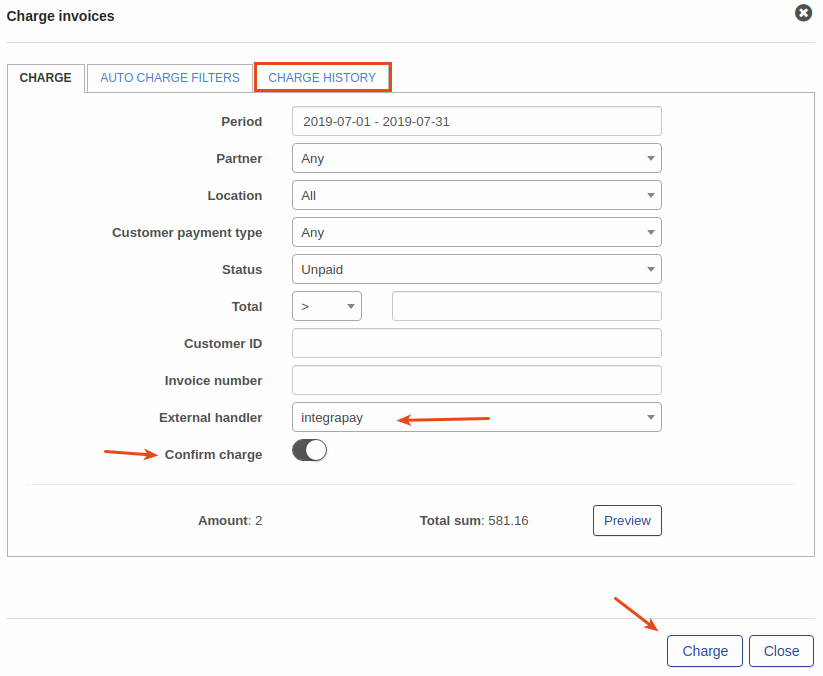 Charge invoices
CHARGE AUTO CHARGE FILTERS CHARGE HISTORY
Period 2019-07-01 - 2019-07-31
Partner Any
Location All
Customer payment type Any
Status Unpaid
Total >
Customer ID
Invoice number
External handler integrapay
Confirm charge
Amount: 2 Total sum: 581.16 Preview
Charge Close